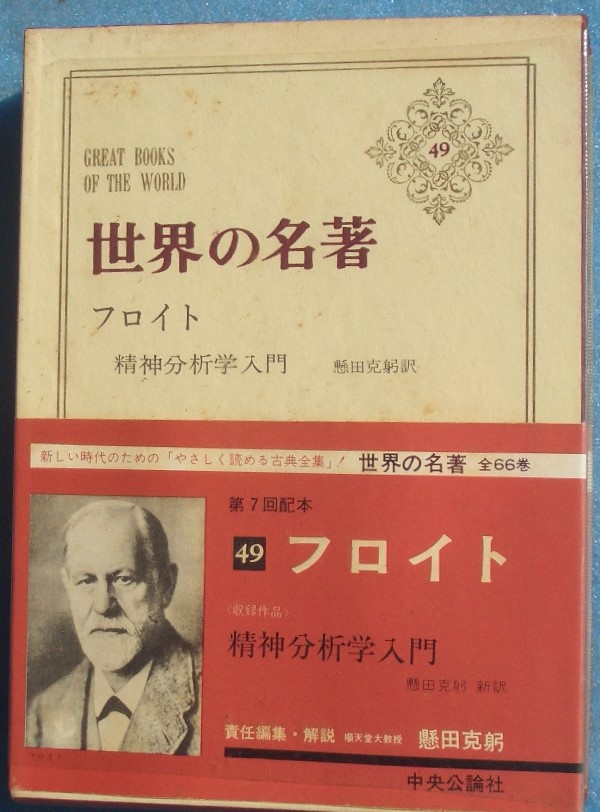 GREAT BOOKS
OF THE WORLD
49
世界の名著
フロイト
精神分析学入門 懸田克躬訳
新しい時代のための「やさしく読める古典全集」! 世界の名著 全66巻
第7回配本
49 フロイト
〈収録作品〉
精神分析学入門
懸田克躬 新訳
責任編集・解説 順天堂大教授 懸田克躬
フロイト
中央公論社